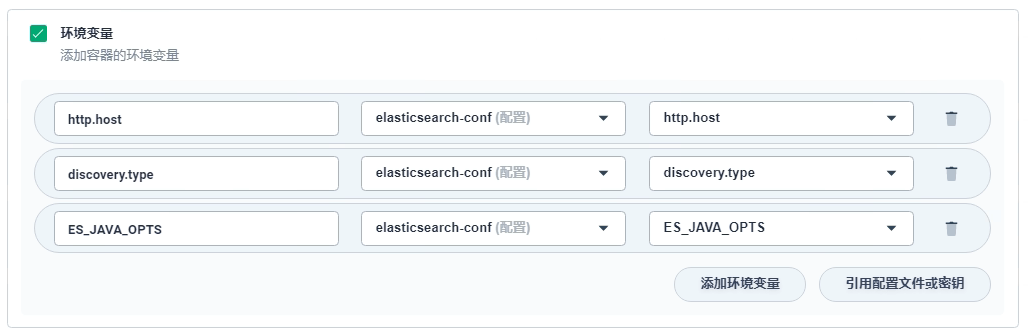 环境变量
添加容器的环境变量
http.host elasticsearch-conf (配置) http.host
discovery.type elasticsearch-conf (配置) discovery.type
ES_JAVA_OPTS elasticsearch-conf (配置) ES_JAVA_OPTS
添加环境变量 引用配置文件或密钥